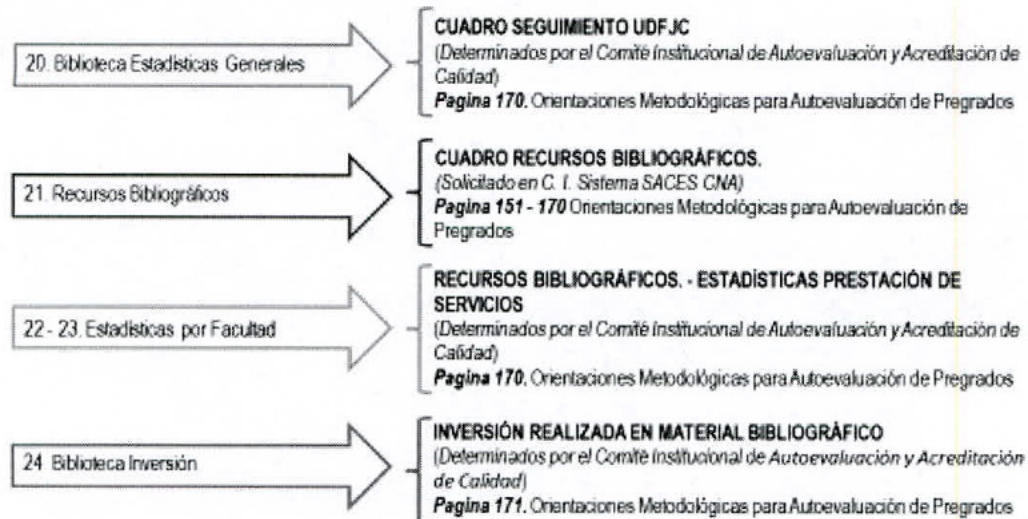 20. Biblioteca Estadísticas Generales
CUADRO SEGUIMIENTO UDFJC
(Determinados por el Comité Institucional de Autoevaluación y Acreditación de
Calidad)
Pagina 170. Orientaciones Metodológicas para Autoevaluación de Pregrados
21. Recursos Bibliográficos
CUADRO RECURSOS BIBLIOGRÁFICOS.
(Solicitado en C. I. Sistema SACES CNA)
Pagina 151 - 170 Orientaciones Metodológicas para Autoevaluación de
Pregrados
22 - 23. Estadísticas por Facultad
RECURSOS BIBLIOGRÁFICOS. - ESTADÍSTICAS PRESTACIÓN DE
SERVICIOS
(Determinados por el Comité Institucional de Autoevaluación y Acreditación de
Calidad)
Pagina 170. Orientaciones Metodológicas para Autoevaluación de Pregrados
24 Biblioteca Inversión
INVERSIÓN REALIZADA EN MATERIAL BIBLIOGRÁFICO
(Determinados por el Comité Institucional de Autoevaluación y Acreditación
de Calidad)
Pagina 171. Orientaciones Metodológicas para Autoevaluación de Pregrados